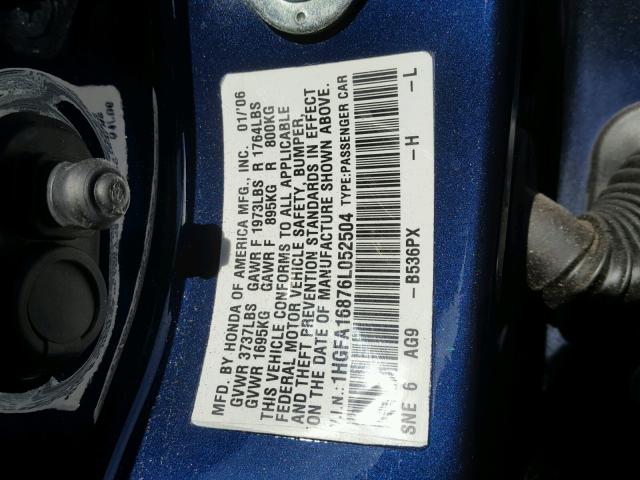 MFD. BY HONDA OF AMERICA MFG., INC. 01/'06
GVWR 3737LBS GAWR F 1973LBS R 1764LBS
GVWR 1695KG GAWR F 895KG R 800KG
THIS VEHICLE CONFORMS TO ALL APPLICABLE
FEDERAL MOTOR VEHICLE SAFETY, BUMPER,
AND THEFT PREVENTION STANDARDS IN EFFECT
ON THE DATE OF MANUFACTURE SHOWN ABOVE.
V.I.N.: 1HGFA16876L052504 TYPE:PASSENGER CAR
SNE 6 AG9 - B536PX - H - L